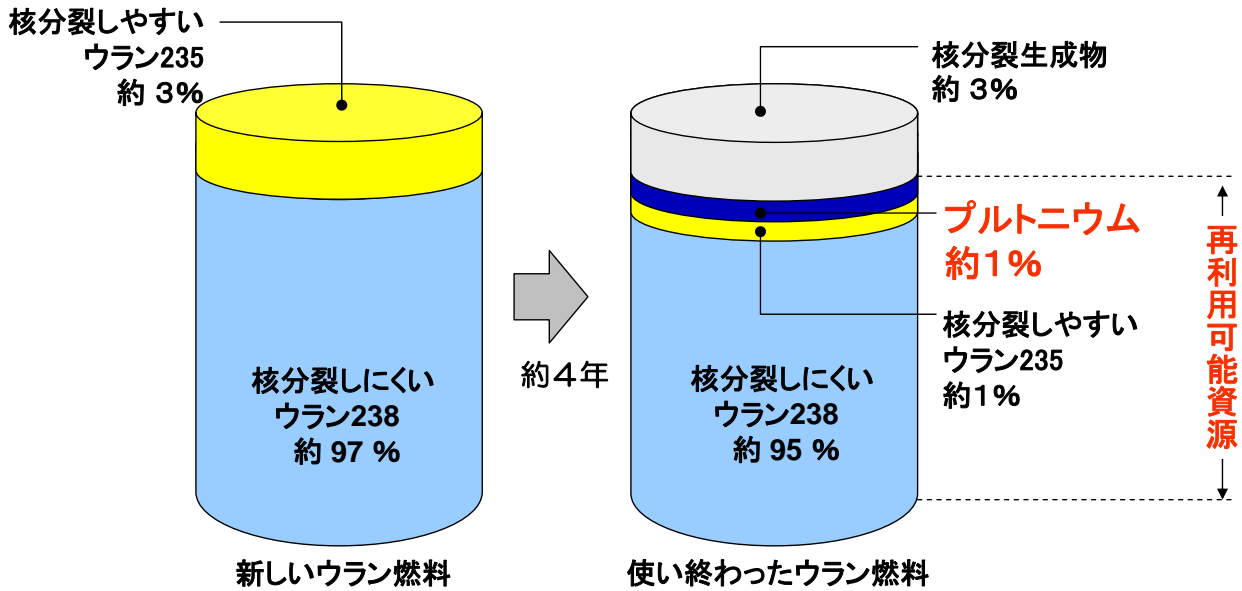 核分裂しやすい
ウラン235
約 3%
核分裂しにくい
ウラン238
約 97 %
新しいウラン燃料
約４年
核分裂生成物
約 3%
プルトニウム
約1%
核分裂しやすい
ウラン235
約1%
核分裂しにくい
ウラン238
約 95 %
使い終わったウラン燃料
再利用可能資源